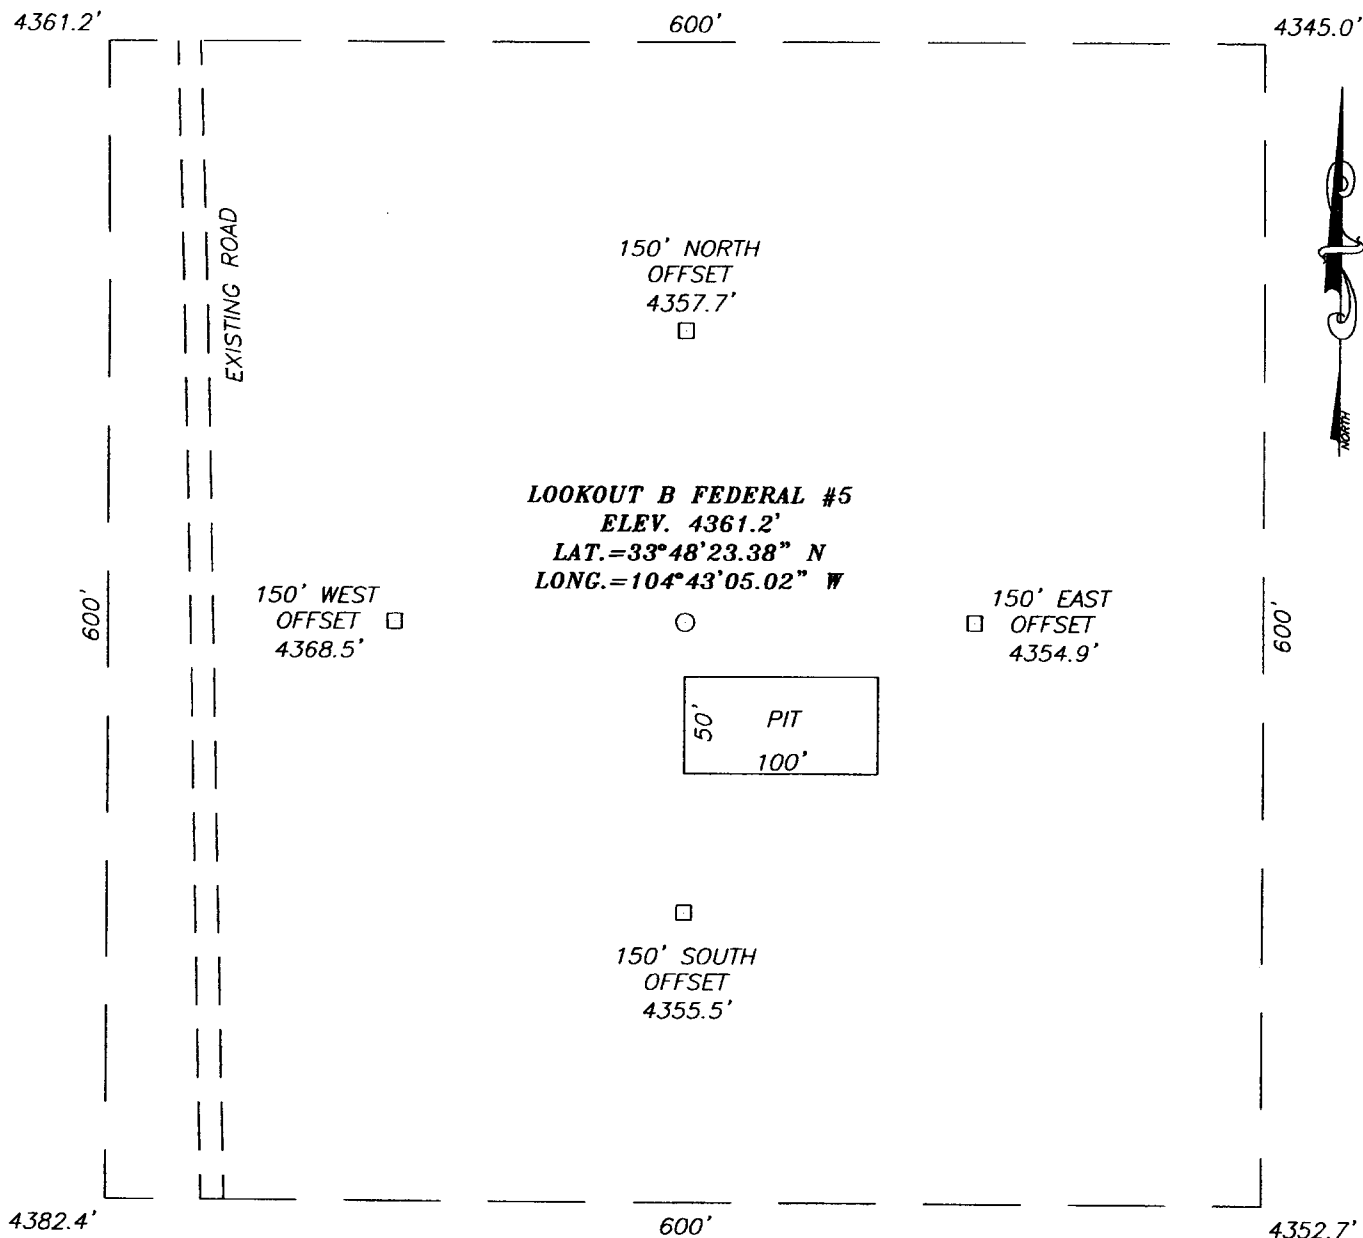 4361.2'
600'
4345.0'
EXISTING ROAD
150' NORTH
OFFSET
4357.7'
NORTH
LOOKOUT B FEDERAL #5
ELEV. 4361.2'
LAT.=33°48'23.38" N
LONG.=104°43'05.02" W
600'
150' WEST
OFFSET
4368.5'
150' EAST
OFFSET
4354.9'
600'
50'
PIT
100'
150' SOUTH
OFFSET
4355.5'
4382.4'
600'
4352.7'